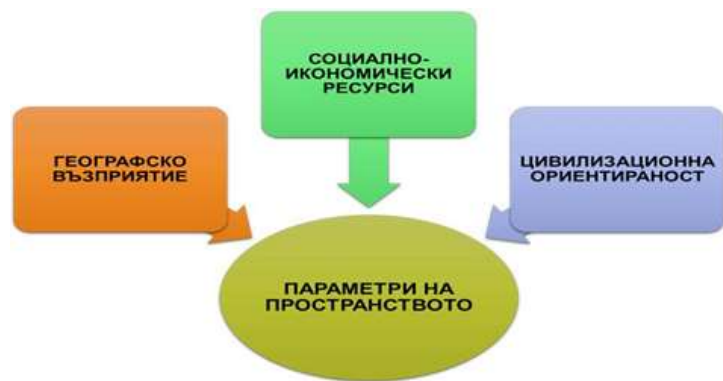 СОЦИАЛНО-
ИКОНОМИЧЕСКИ
РЕСУРСИ
ГЕОГРАФСКО
ВЪЗПРИЯТИЕ
ЦИВИЛИЗАЦИОННА
ОРИЕНТИРАНОСТ
ПАРАМЕТРИ НА
ПРОСТРАНСТВОТО